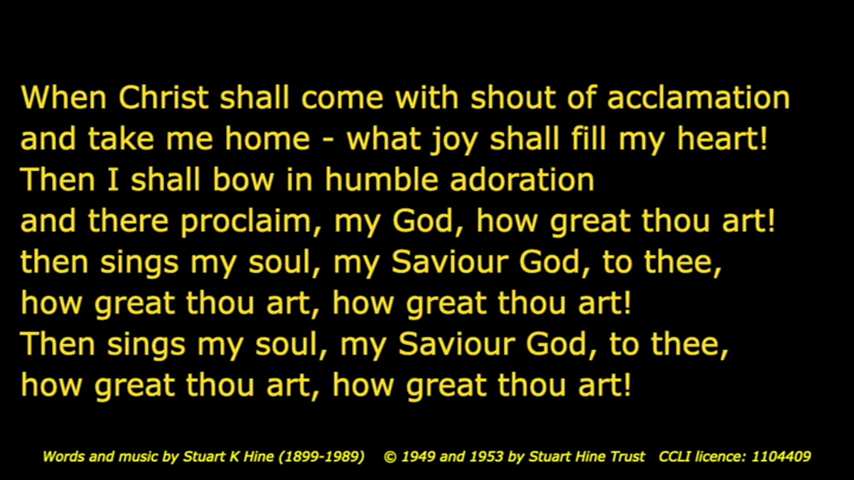 When Christ shall come with shout of acclamation
and take me home - what joy shall fill my heart!
Then I shall bow in humble adoration
and there proclaim, my God, how great thou art!
then sings my soul, my Saviour God, to thee,
how great thou art, how great thou art!
Then sings my soul, my Saviour God, to thee,
how great thou art, how great thou art!
Words and music by Stuart K Hine (1899-1989) © 1949 and 1953 by Stuart Hine Trust CCLI licence: 1104409